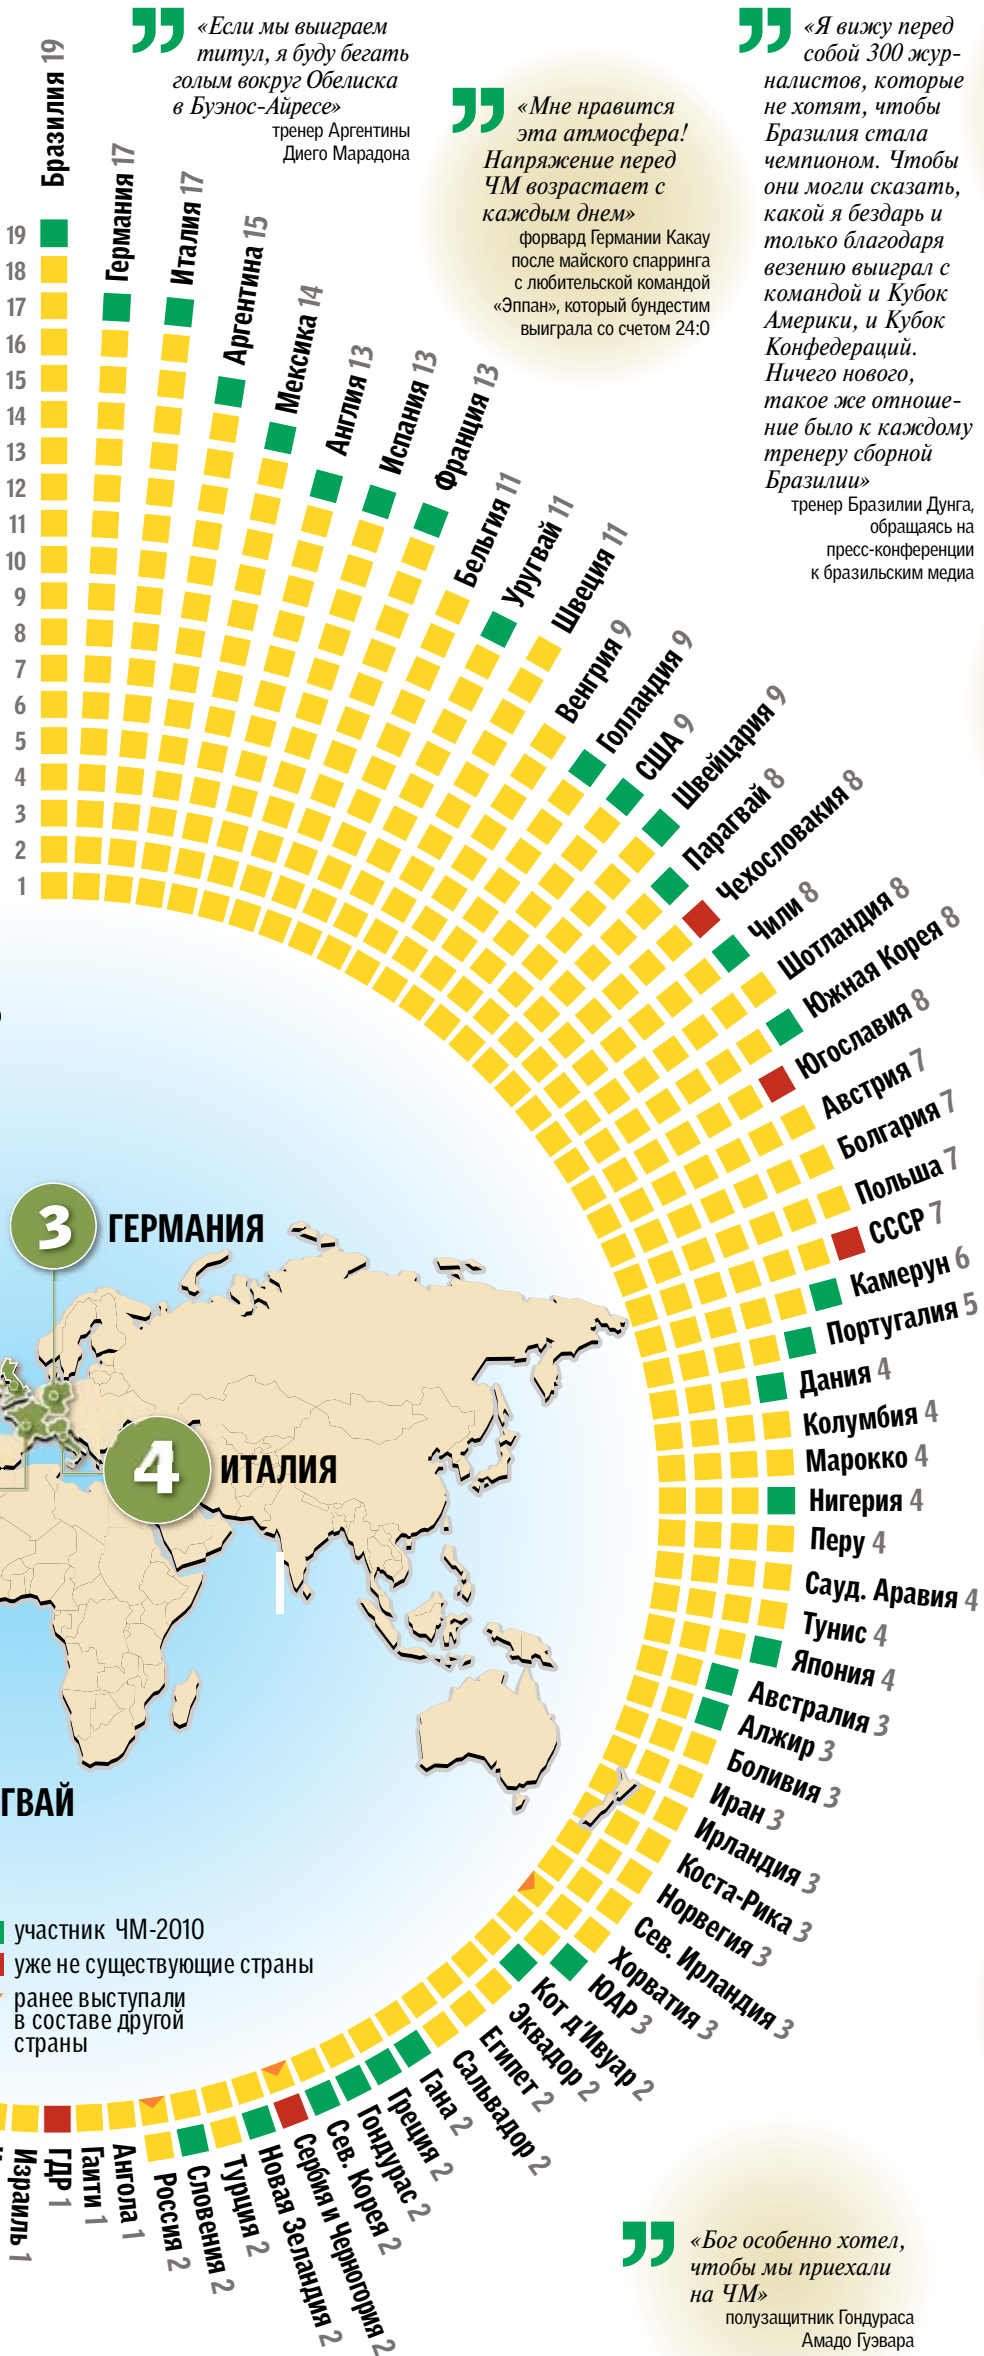 «Если мы выиграем
титул, я буду бегать
голым вокруг Обелиска
в Буэнос-Айресе»
тренер Аргентины
Диего Марадона
«Мне нравится
эта атмосфера!
Напряжение перед
ЧМ возрастает с
каждым днем»
форвард Германии Какау
после майского спарринга
с любительской командой
«Эппан», который бундестим
выиграла со счетом 24:0
«Я вижу перед
собой 300 жур-
налистов, которые
не хотят, чтобы
Бразилия стала
чемпионом. Чтобы
они могли сказать,
какой я бездарь и
только благодаря
везению выиграл с
командой и Кубок
Америки, и Кубок
Конфедераций.
Ничего нового,
такое же отноше-
ние было к каждому
тренеру сборной
Бразилии»
тренер Бразилии Дунга,
обращаясь на
пресс-конференции
к бразильским медиа
19
18
17
16
15
14
13
12
11
10
9
8
7
6
5
4
3
2
1
Бразилия 19
Германия 17
Италия 17
Аргентина 15
Мексика 14
Англия 13
Испания 13
Франция 13
Бельгия 11
Уругвай 11
Швеция 11
Венгрия 9
Голландия 9
США 9
Швейцария 9
Парагвай 8
Чехословакия 8
Чили 8
Шотландия 8
Южная Корея 8
Югославия 8
Австрия 7
Болгария 7
Польша 7
СССР 7
Камерун 6
Португалия 5
Дания 4
Колумбия 4
Марокко 4
Нигерия 4
Перу 4
Сауд. Аравия 4
Тунис 4
Япония 4
Австралия 3
Алжир 3
Боливия 3
Иран 3
Ирландия 3
Коста-Рика 3
Норвегия 3
Сев. Ирландия 3
Хорватия 3
ЮАР 3
Кот д'Ивуар 2
Эквадор 2
Египет 2
Сальвадор 2
Гана 2
Греция 2
Гондурас 2
Сев. Корея 2
Сербия и Черногория 2
Новая Зеландия 2
Турция 2
Словения 2
Россия 2
Ангола 1
Гаити 1
ГДР 1
Израиль 1
3 ГЕРМАНИЯ
4 ИТАЛИЯ
ГВАЙ
участник ЧМ-2010
уже не существующие страны
ранее выступали
в составе другой
страны
«Бог особенно хотел,
чтобы мы приехали
на ЧМ»
полузащитник Гондураса
Амадо Гуэвара